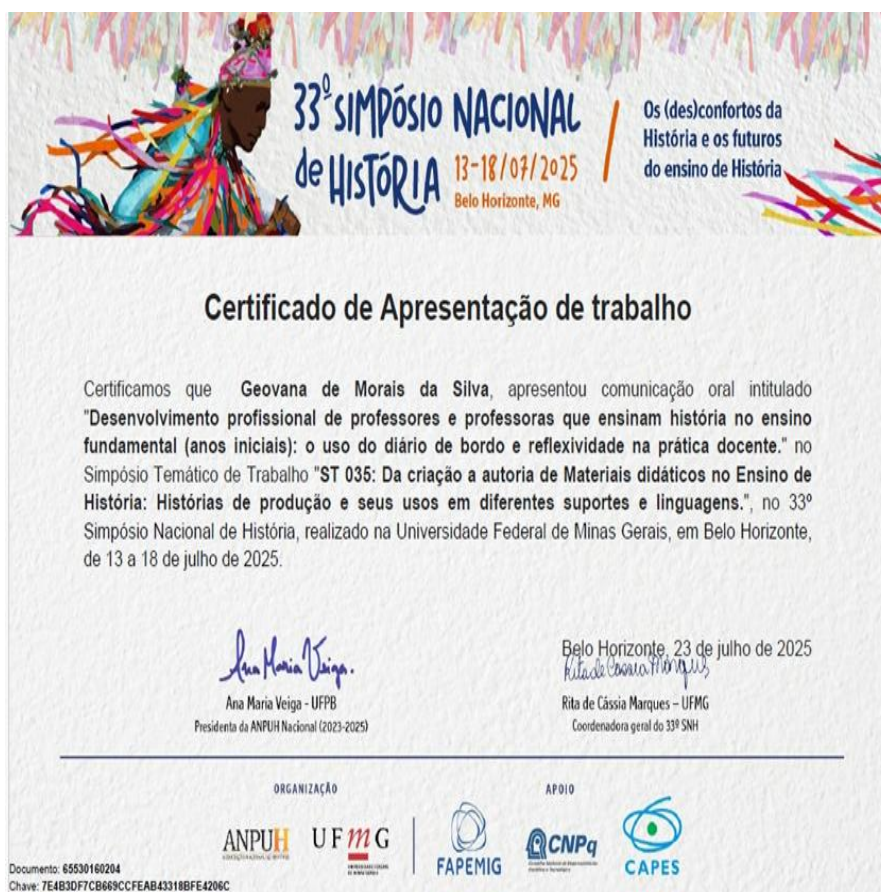 33º SIMPÓSIO NACIONAL
de HISTÓRIA
13-18/07/2025
Belo Horizonte, MG
Os (des)confortos da
História e os futuros
do ensino de História
Certificado de Apresentação de trabalho
Certificamos que Geovana de Morais da Silva, apresentou comunicação oral intitulado
"Desenvolvimento profissional de professores e professoras que ensinam história no ensino
fundamental (anos iniciais): o uso do diário de bordo e reflexividade na prática docente." no
Simpósio Temático de Trabalho "ST 035: Da criação a autoria de Materiais didáticos no Ensino de
História: Histórias de produção e seus usos em diferentes suportes e linguagens.", no 33º
Simpósio Nacional de História, realizado na Universidade Federal de Minas Gerais, em Belo Horizonte,
de 13 a 18 de julho de 2025.
Ana Maria Veiga.
Ana Maria Veiga - UFPB
Presidenta da ANPUH Nacional (2023-2025)
Belo Horizonte, 23 de julho de 2025
Rita de Cássia Marques
Rita de Cássia Marques – UFMG
Coordenadora geral do 33º SNH
ORGANIZAÇÃO
APOIO
ANPUH
UFmG
FAPEMIG
CNPq
CAPES
Documento: 65530160204
Chave: 7E4B3DF7CB669CCFEAB43318BFE4206C